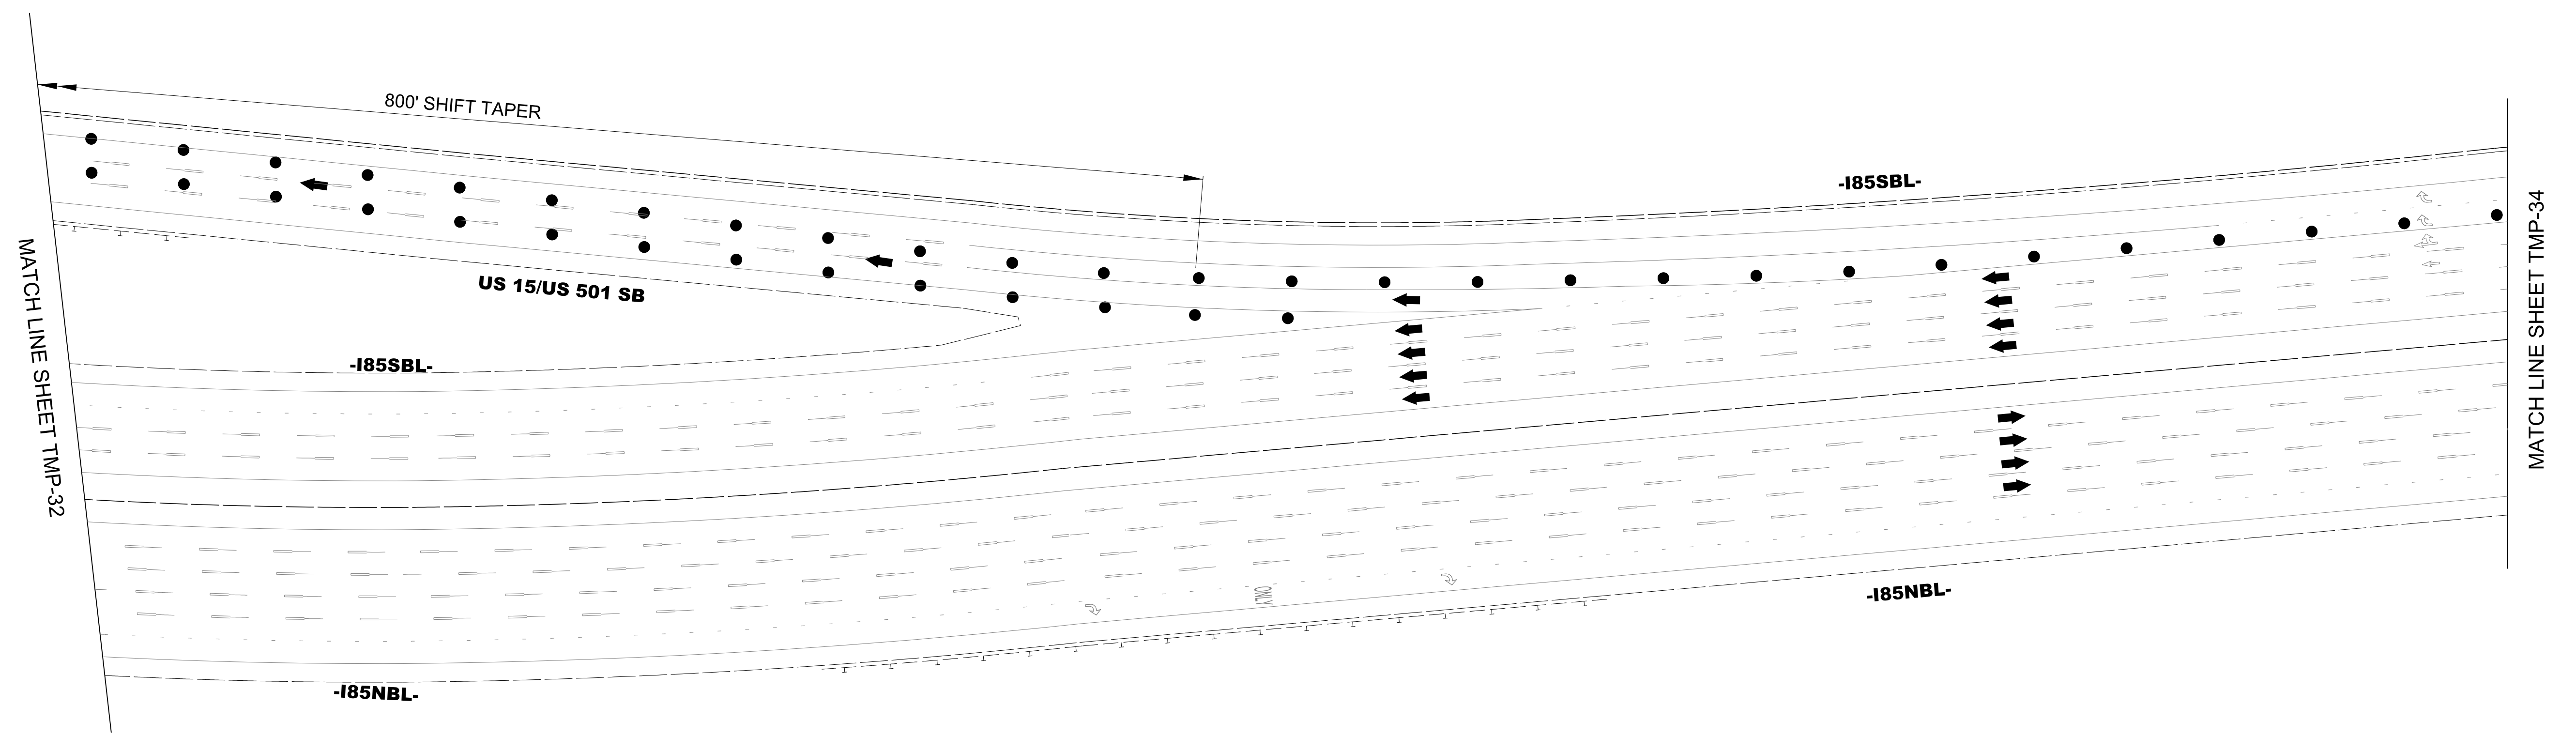 800' SHIFT TAPER
-I85SBL-
MATCH LINE SHEET TMP-34
MATCH LINE SHEET TMP-32
US 15/US 501 SB
-I85SBL-
ONLY
-I85NBL-
-I85NBL-